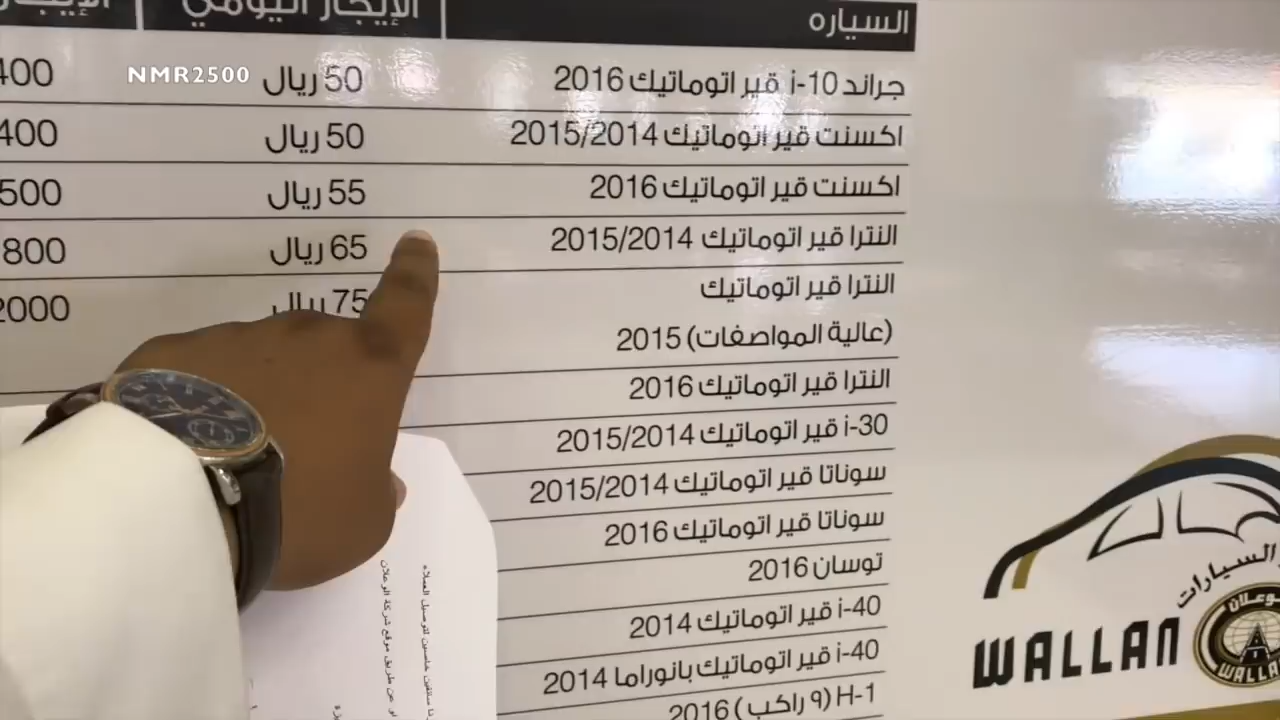 السياره الإيجار اليومي
NMR2500
جراند i-10 قير اتوماتيك 2016 50 ريال 400
اكسنت قير اتوماتيك 2015/2014 50 ريال 400
اكسنت قير اتوماتيك 2016 55 ريال 500
النترا قير اتوماتيك 2015/2014 65 ريال 800
النترا قير اتوماتيك 75 ريال 2000
(عالية المواصفات) 2015
النترا قير اتوماتيك 2016
i-30 قير اتوماتيك 2015/2014
سوناتا قير اتوماتيك 2015/2014
سوناتا قير اتوماتيك 2016
توسان 2016
i-40 قير اتوماتيك 2014
i-40 قير اتوماتيك بانوراما 2014
H-1 (٩ راكب) 2016
السيارات
WALLAN
الوعلان